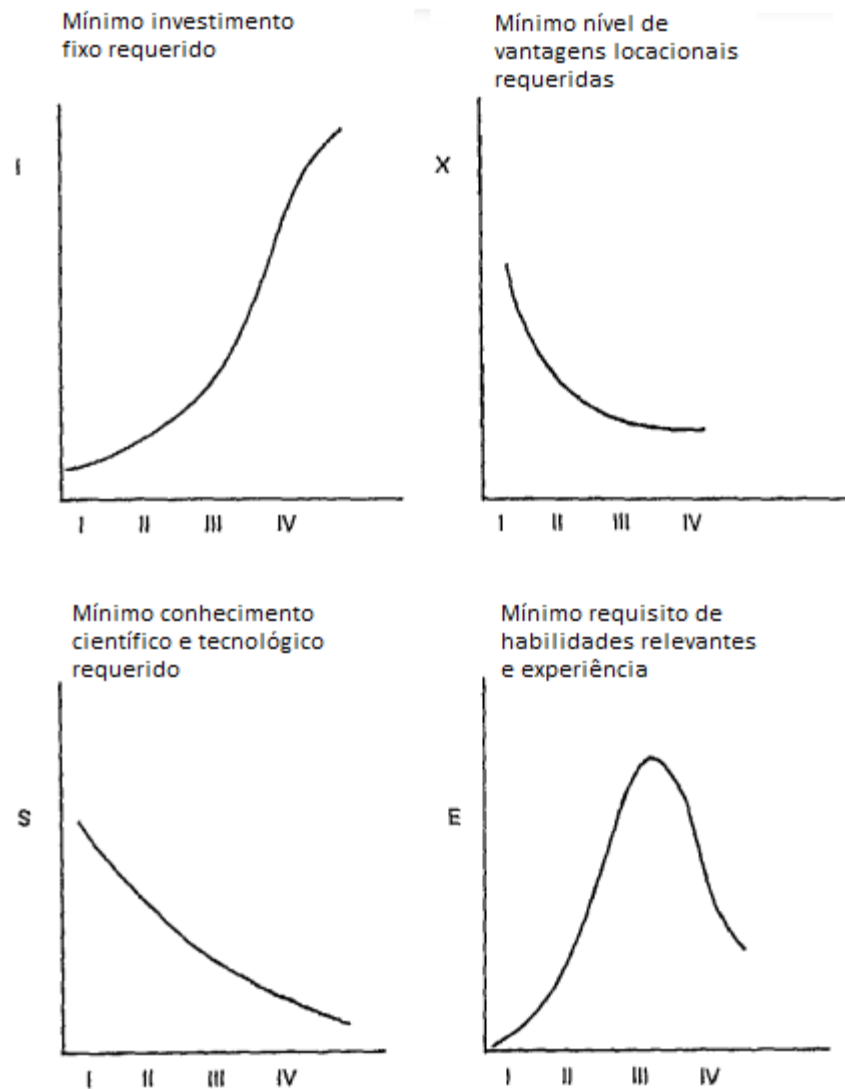 Mínimo investimento
fixo requerido
I
I II III IV
Mínimo nível de
vantagens locacionais
requeridas
X
I II III IV
Mínimo conhecimento
científico e tecnológico
requerido
S
I II III IV
Mínimo requisito de
habilidades relevantes
e experiência
E
I II III IV